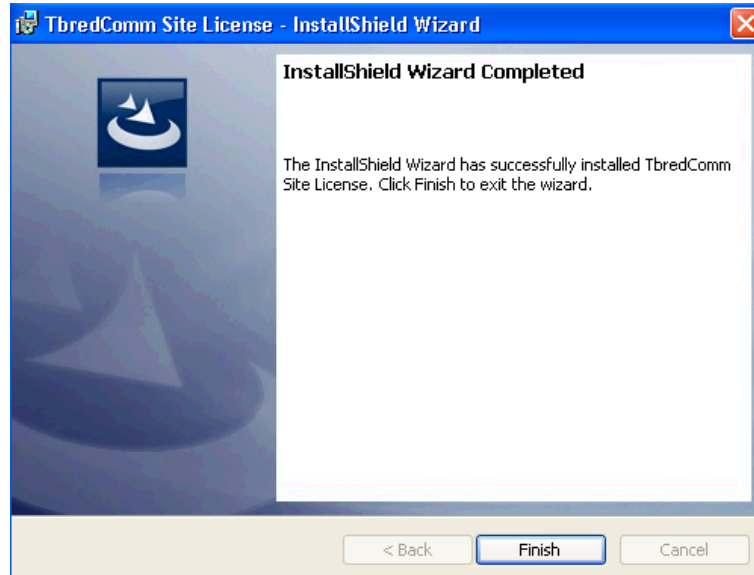 TbredComm Site License - InstallShield Wizard
InstallShield Wizard Completed
The InstallShield Wizard has successfully installed TbredComm
Site License. Click Finish to exit the wizard.
< Back
Finish
Cancel